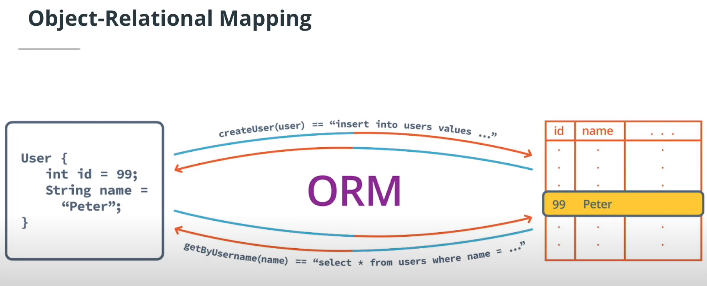 Object-Relational Mapping
createUser(user) == “insert into users values ...”
User {
int id = 99;
String name =
“Peter”;
}
ORM
id name ...
99 Peter
getByUsername(name) == “select * from users where name = ...”